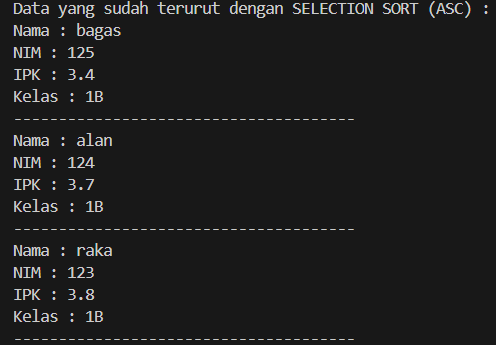 Data yang sudah terurut dengan SELECTION SORT (ASC) :
Nama : bagas
NIM : 125
IPK : 3.4
Kelas : 1B
---------------------------------------
Nama : alan
NIM : 124
IPK : 3.7
Kelas : 1B
---------------------------------------
Nama : raka
NIM : 123
IPK : 3.8
Kelas : 1B
---------------------------------------